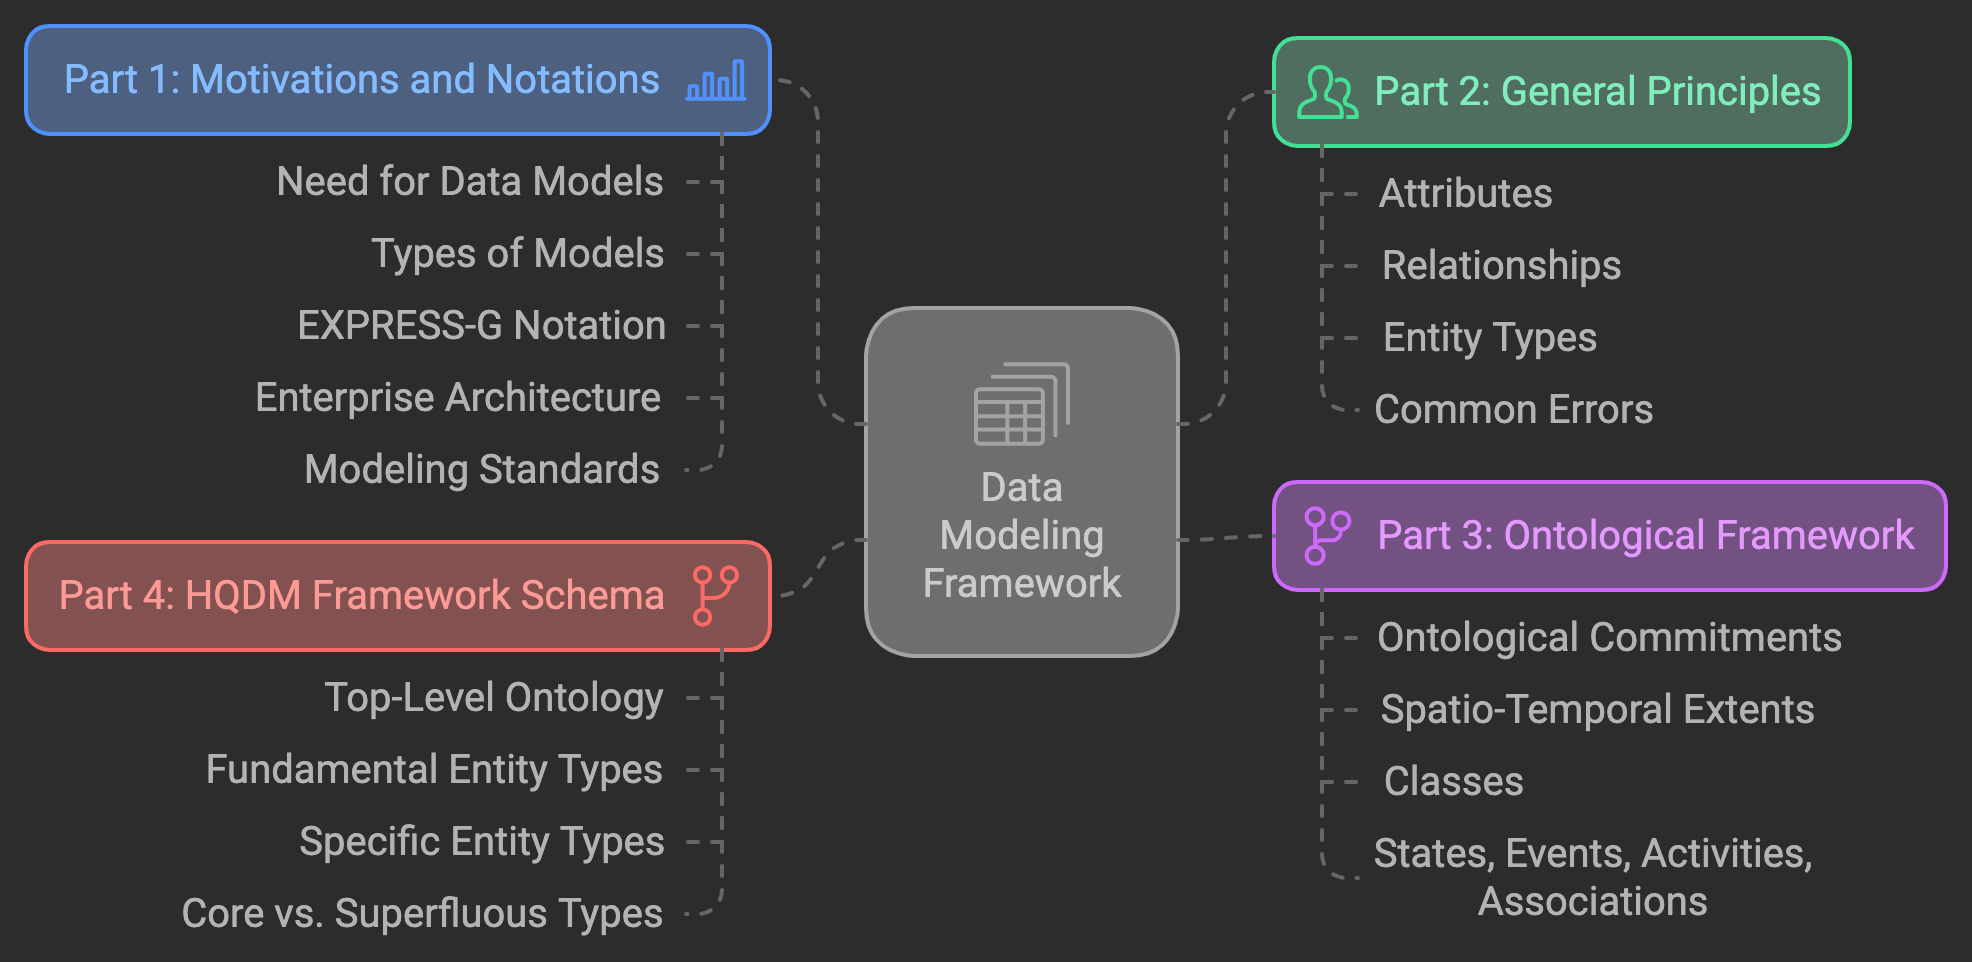 Part 1: Motivations and Notations
Need for Data Models
Types of Models
EXPRESS-G Notation
Enterprise Architecture
Modeling Standards
Part 2: General Principles
Attributes
Relationships
Entity Types
Common Errors
Data
Modeling
Framework
Part 3: Ontological Framework
Ontological Commitments
Spatio-Temporal Extents
Classes
States, Events, Activities,
Associations
Part 4: HQDM Framework Schema
Top-Level Ontology
Fundamental Entity Types
Specific Entity Types
Core vs. Superfluous Types